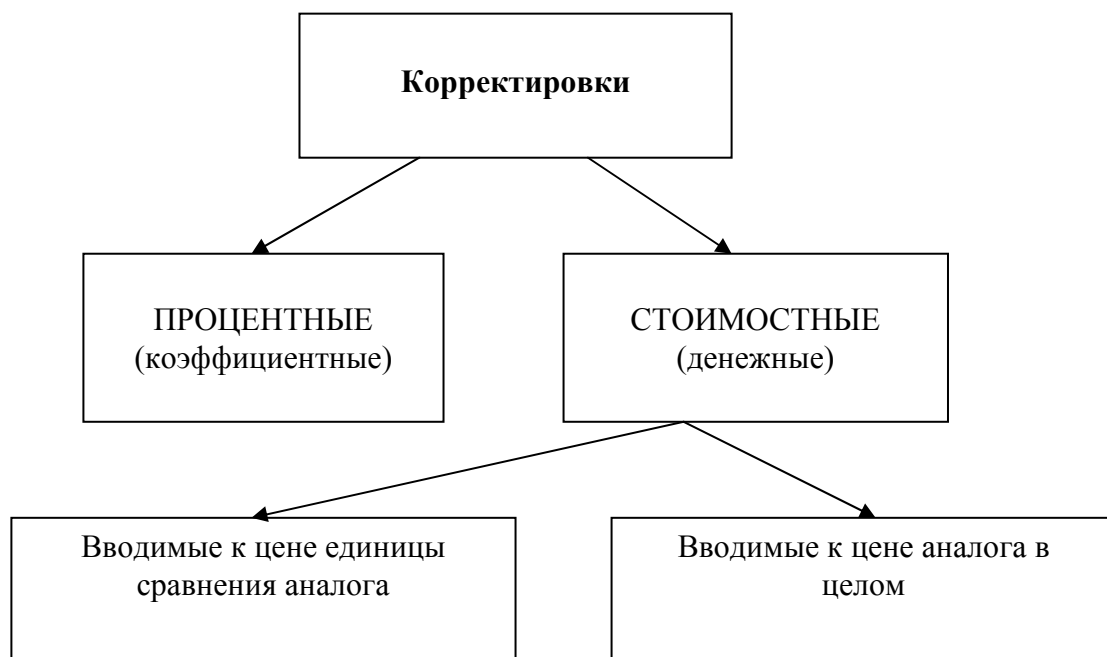 Корректировки
ПРОЦЕНТНЫЕ
(коэффициентные)
СТОИМОСТНЫЕ
(денежные)
Вводимые к цене единицы
сравнения аналога
Вводимые к цене аналога в
целом